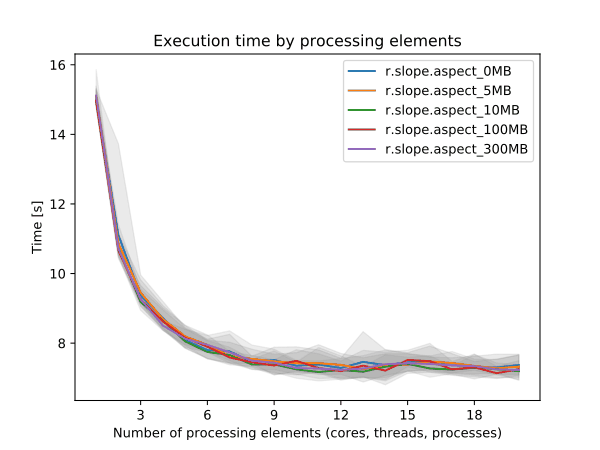 Execution time by processing elements
r.slope.aspect_0MB
r.slope.aspect_5MB
r.slope.aspect_10MB
r.slope.aspect_100MB
r.slope.aspect_300MB
Time [s]
16
14
12
10
8
3 6 9 12 15 18
Number of processing elements (cores, threads, processes)